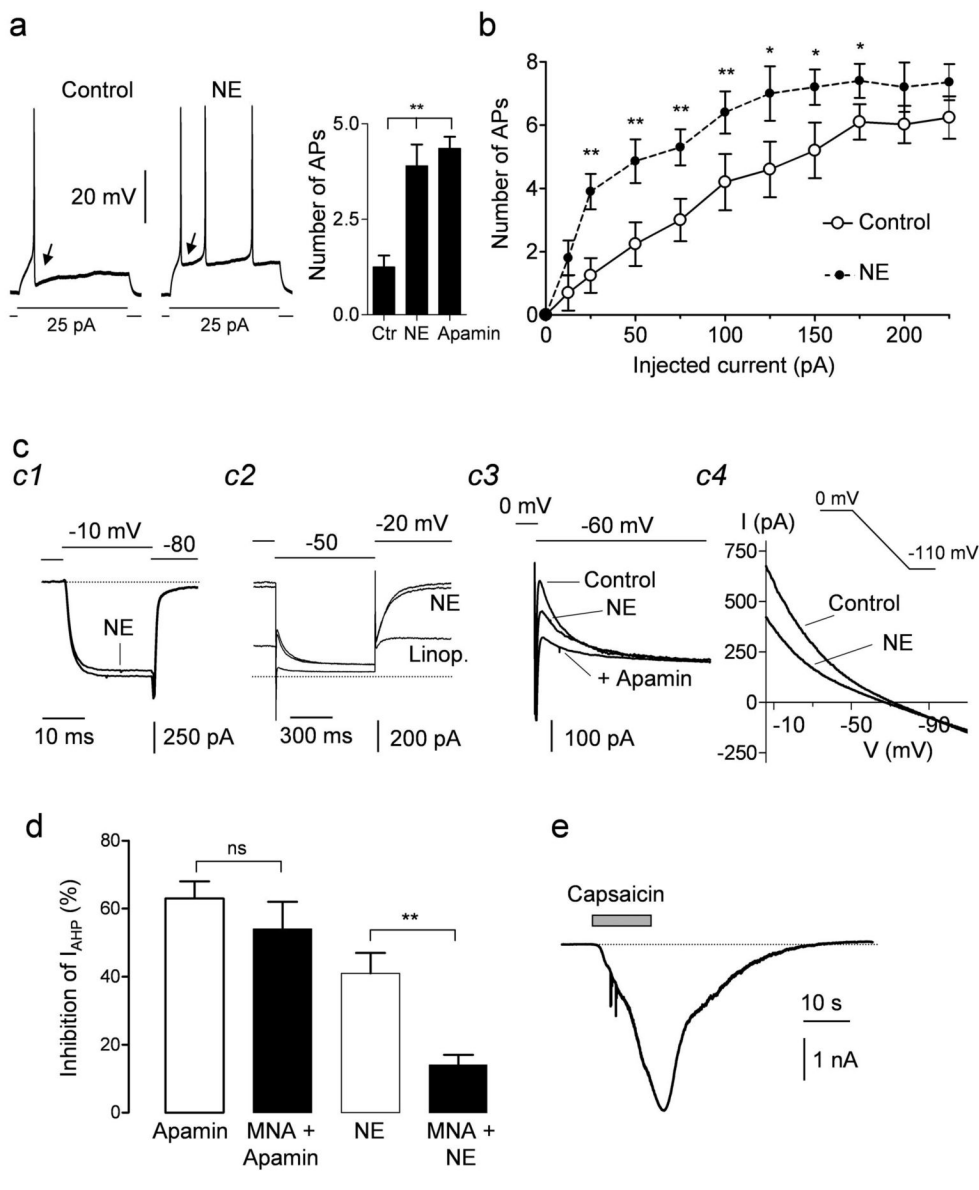 a
Control
NE
20 mV
25 pA
25 pA
Number of APs
5.0
2.5
0.0
**
Ctr NE Apamin
b
Number of APs
8
6
4
2
0
** ** ** ** * * *
Control
NE
0 50 100 150 200
Injected current (pA)
c
c1
-10 mV
-80
NE
10 ms
250 pA
c2
-20 mV
-50
NE
Linop.
300 ms
200 pA
c3
0 mV
-60 mV
Control
NE
+ Apamin
100 pA
c4
0 mV
-110 mV
I (pA)
750
500
250
0
-250
Control
NE
-10 -50 -90
V (mV)
d
Inhibition of IAHP (%)
80
60
40
20
0
ns
**
Apamin
MNA +
Apamin
NE
MNA +
NE
e
Capsaicin
10 s
1 nA